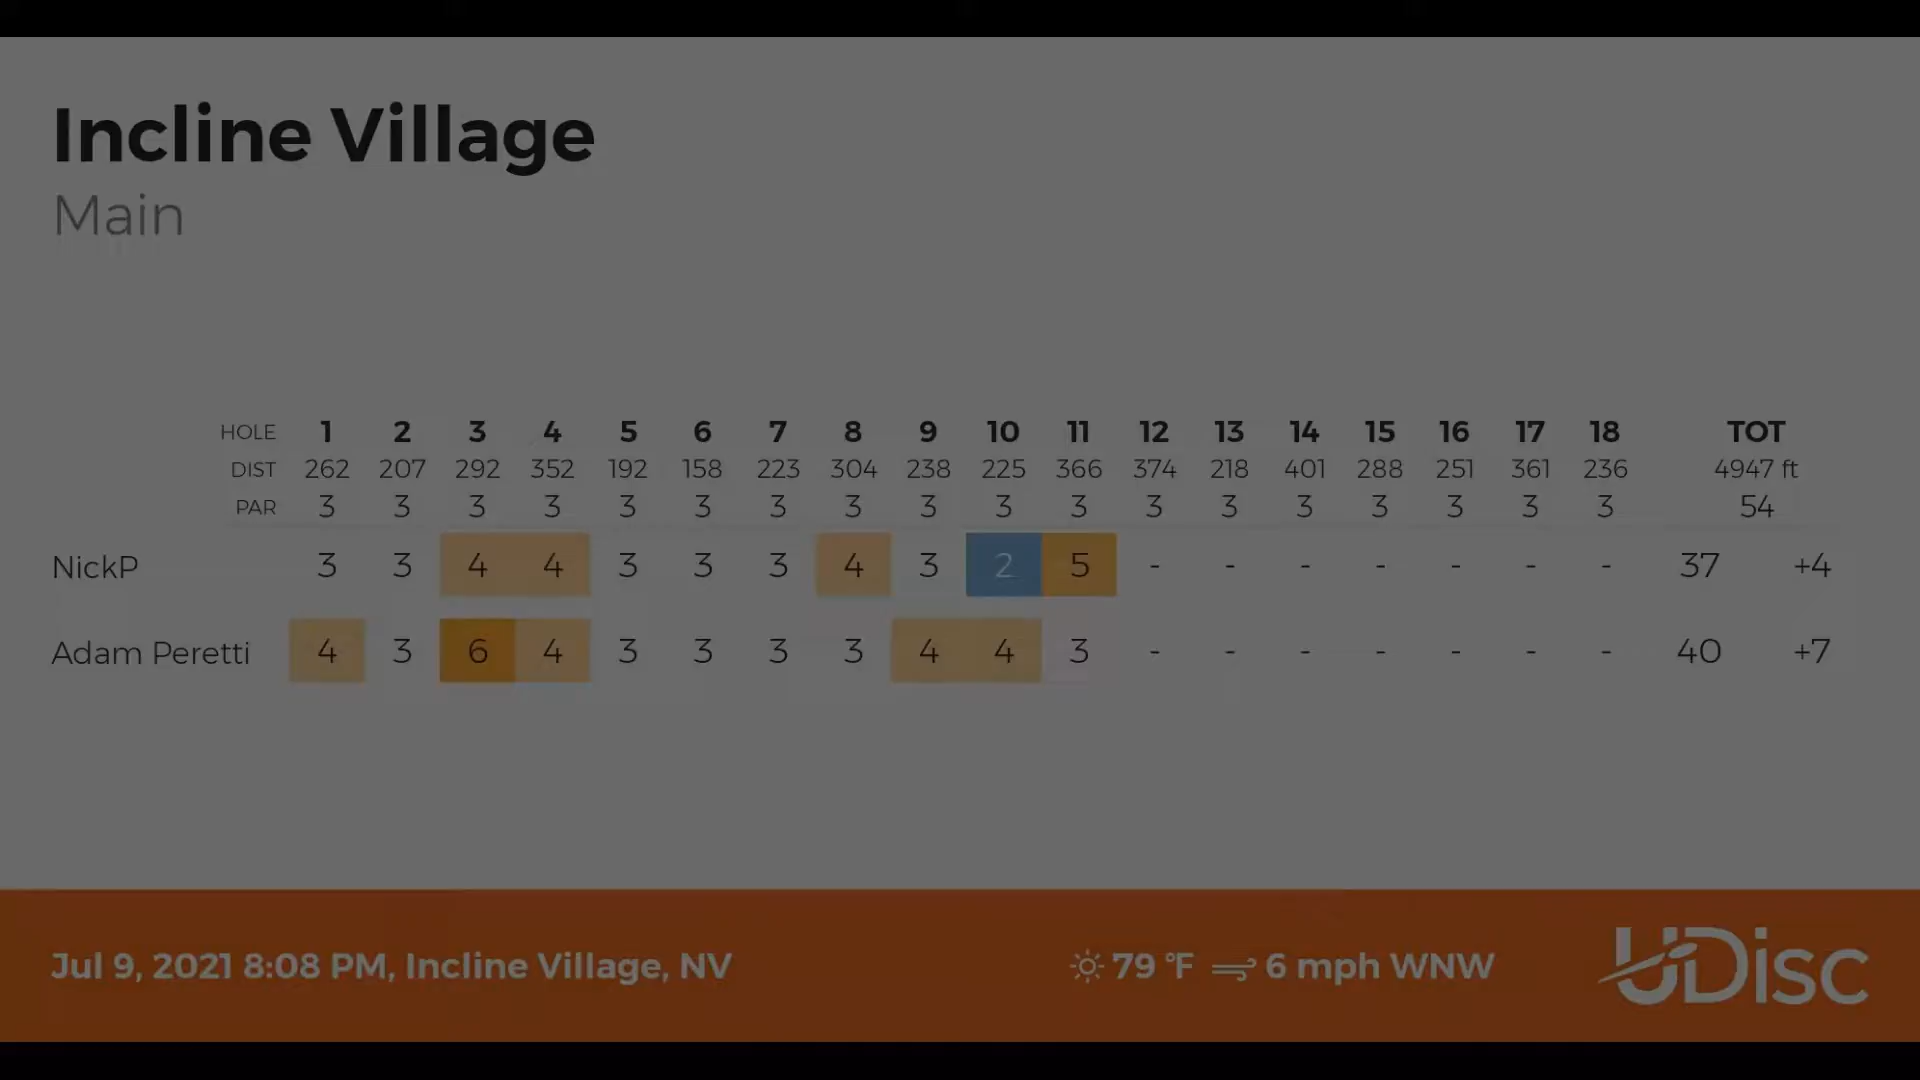 Incline Village
Main
HOLE 1 2 3 4 5 6 7 8 9 10 11 12 13 14 15 16 17 18 TOT
DIST 262 207 292 352 192 158 223 304 238 225 366 374 218 401 288 251 361 236 4947 ft
PAR 3 3 3 3 3 3 3 3 3 3 3 3 3 3 3 3 3 3 54
NickP 3 3 4 4 3 3 3 4 3 2 5 - - - - - - - 37 +4
Adam Peretti 4 3 6 4 3 3 3 3 4 4 3 - - - - - - - 40 +7
Jul 9, 2021 8:08 PM, Incline Village, NV 79 °F 6 mph WNW UDisc